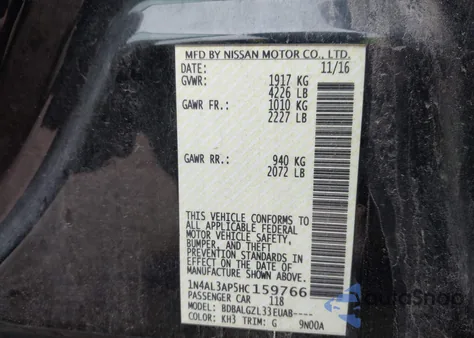 MFD BY NISSAN MOTOR CO., LTD.
DATE: 11/16
GVWR: 1917 KG
4226 LB
GAWR FR: 1010 KG
2227 LB
GAWR RR.: 940 KG
2072 LB
THIS VEHICLE CONFORMS TO
ALL APPLICABLE FEDERAL
MOTOR VEHICLE SAFETY,
BUMPER, AND THEFT
PREVENTION STANDARDS IN
EFFECT ON THE DATE OF
MANUFACTURE SHOWN ABOVE.
1N4AL3AP5HC159766
PASSENGER CAR 118
MODEL: BDBALGZL33EUAB----
COLOR: KH3 TRIM: G 9N00A
AuraSnap